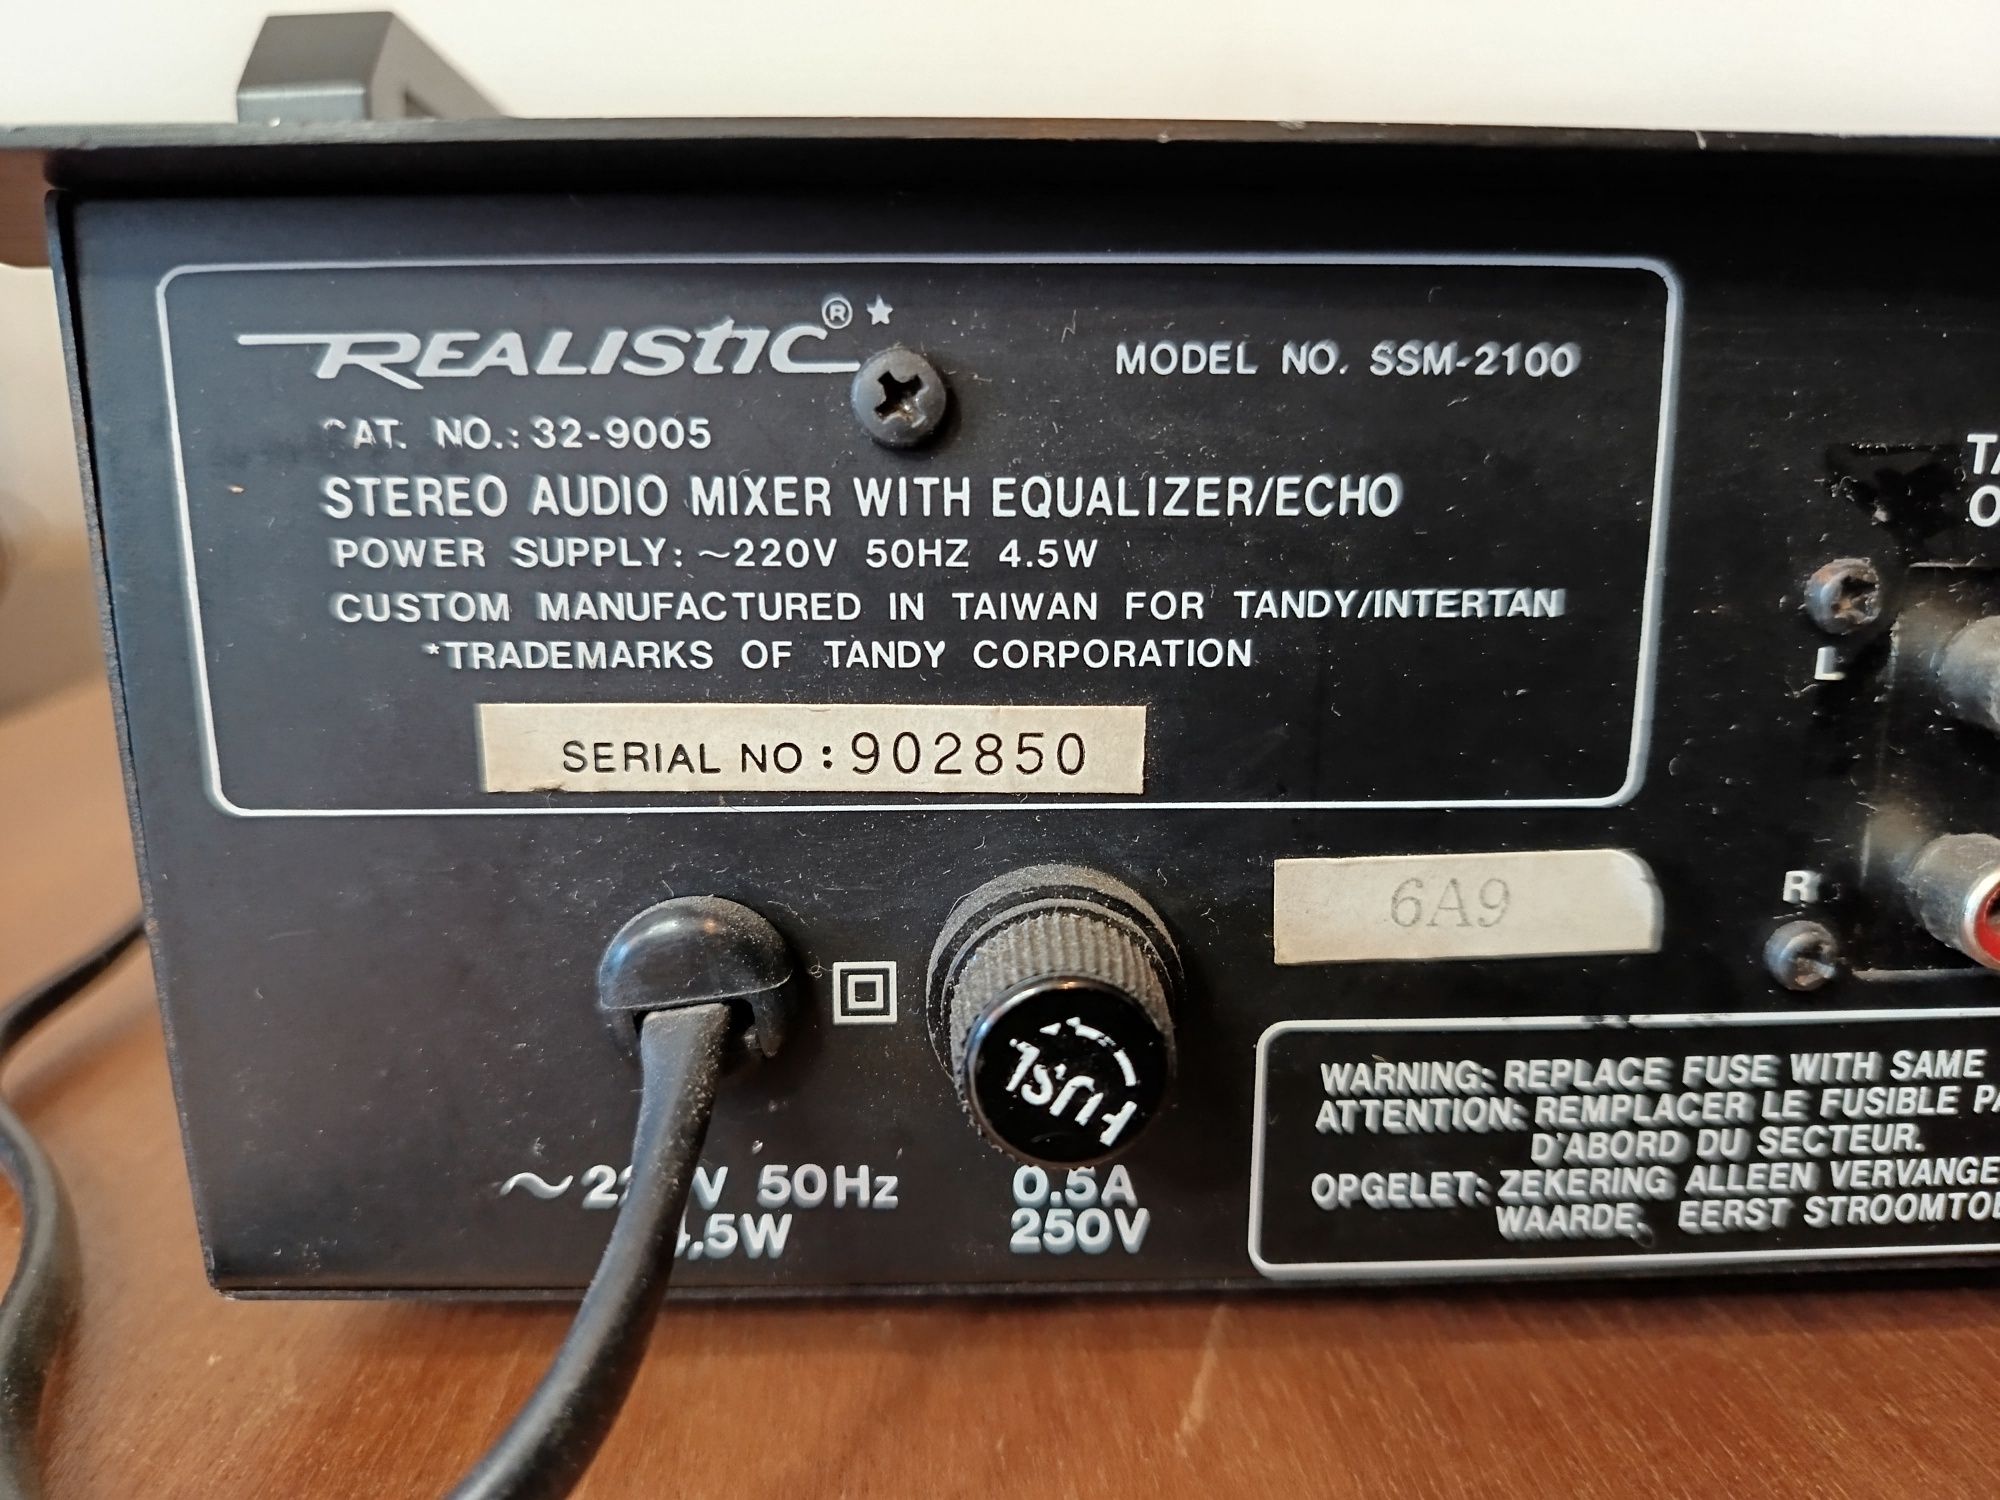 REALISTIC®★
MODEL NO. SSM-2100
CAT. NO.: 32-9005
STEREO AUDIO MIXER WITH EQUALIZER/ECHO
POWER SUPPLY: ~220V 50HZ 4.5W
CUSTOM MANUFACTURED IN TAIWAN FOR TANDY/INTERTAN
*TRADEMARKS OF TANDY CORPORATION
SERIAL NO: 902850
L
R
6A9
FUSE
~220V 50Hz
4.5W
0.5A
250V
WARNING: REPLACE FUSE WITH SAME
ATTENTION: REMPLACER LE FUSIBLE
D'ABORD DU SECTEUR.
OPGELET: ZEKERING ALLEEN
WAARDE, EERST